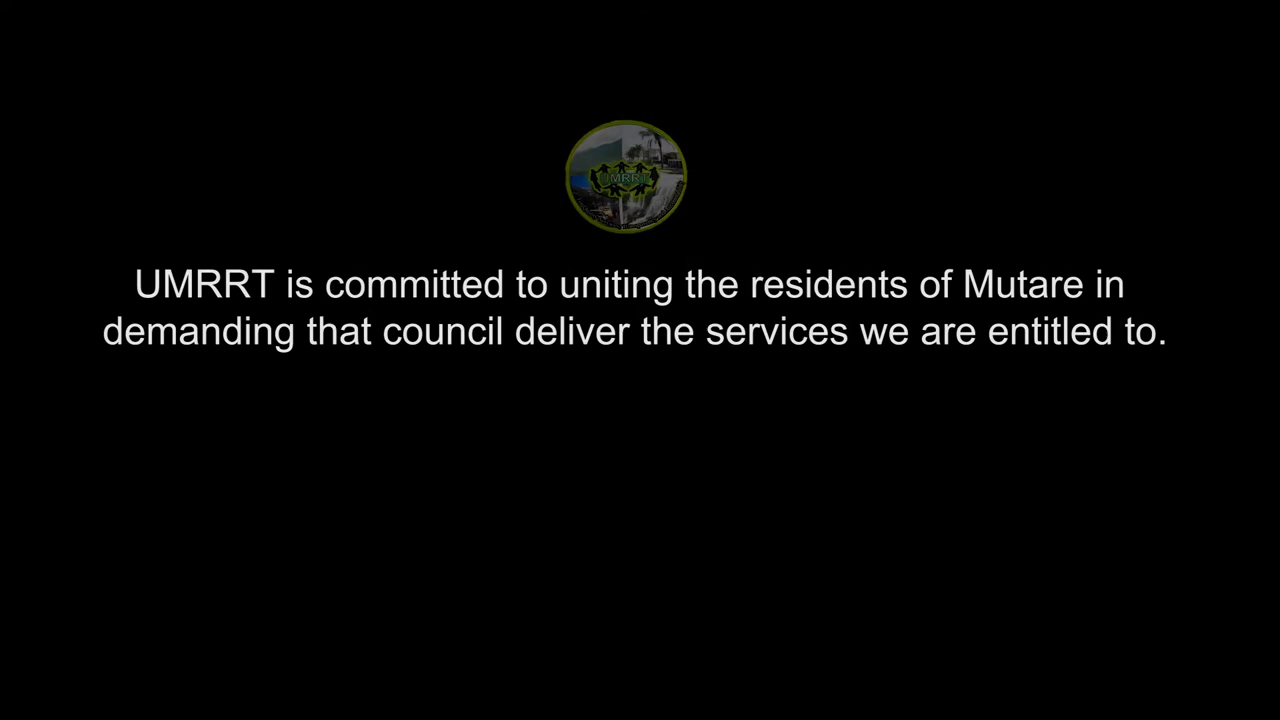 UMRRT
UMRRT is committed to uniting the residents of Mutare in
demanding that council deliver the services we are entitled to.